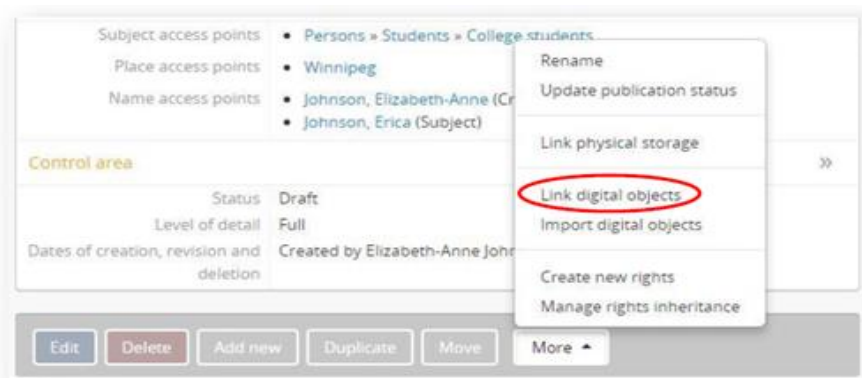 Subject access points • Persons » Students » College students
Place access points • Winnipeg
Name access points • Johnson, Elizabeth-Anne (Cr
• Johnson, Erica (Subject)
Control area »
Status Draft
Level of detail Full
Dates of creation, revision and Created by Elizabeth-Anne John
deletion
Rename
Update publication status
Link physical storage
Link digital objects
Import digital objects
Create new rights
Manage rights inheritance
Edit Delete Add new Duplicate Move More